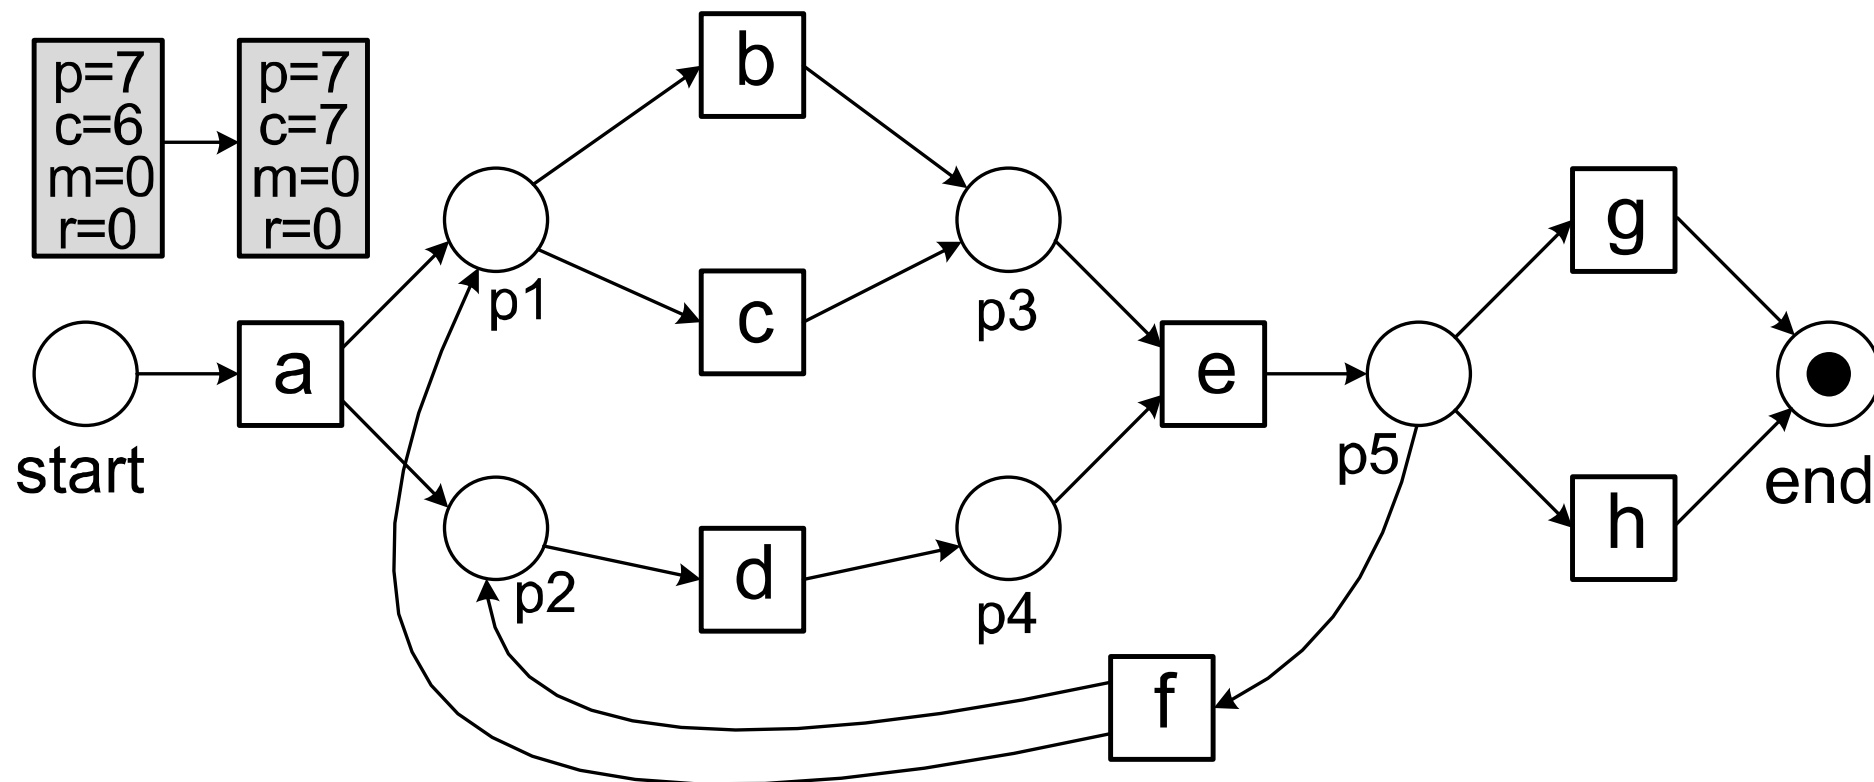 p=7
c=6
m=0
r=0
p=7
c=7
m=0
r=0
b
g
p1
c
p3
a
e
start
p5
end
h
d
p2
p4
f